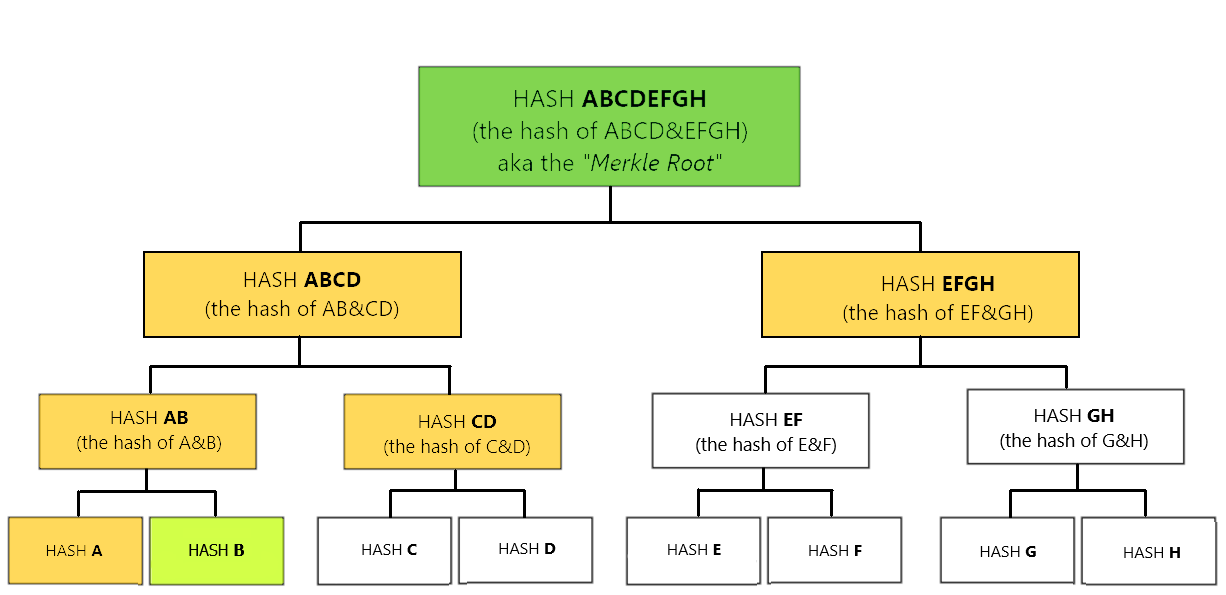 HASH ABCDEFGH
(the hash of ABCD&EFGH)
aka the "Merkle Root"
HASH ABCD
(the hash of AB&CD)
HASH EFGH
(the hash of EF&GH)
HASH AB
(the hash of A&B)
HASH CD
(the hash of C&D)
HASH EF
(the hash of E&F)
HASH GH
(the hash of G&H)
HASH A
HASH B
HASH C
HASH D
HASH E
HASH F
HASH G
HASH H